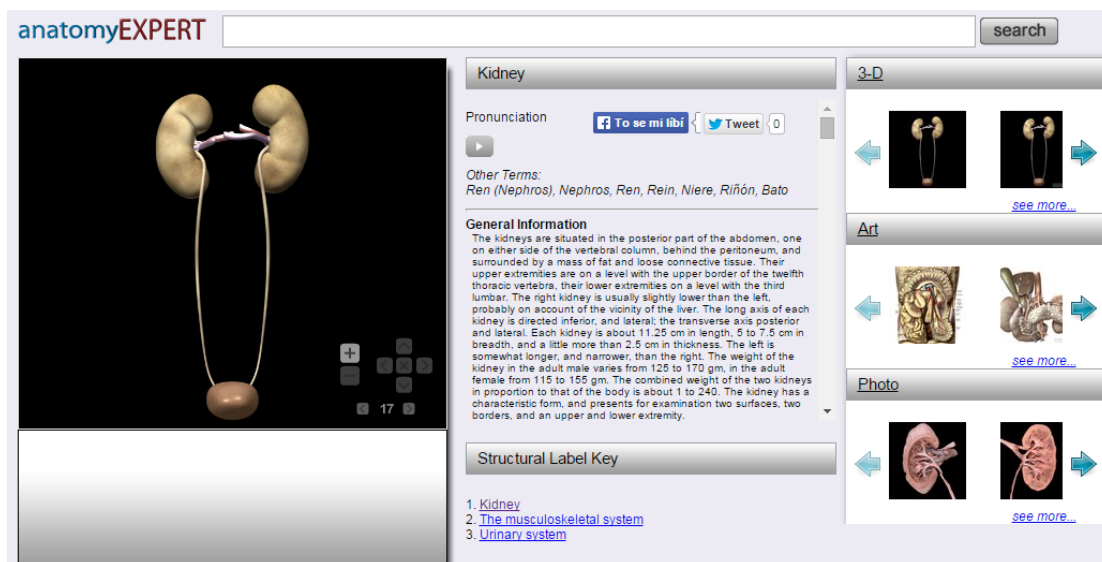 anatomyEXPERT
search
Kidney
Pronunciation
To se mi líbí
Tweet
0
Other Terms:
Ren (Nephros), Nephros, Ren, Rein, Niere, Riñón, Bato
General Information
The kidneys are situated in the posterior part of the abdomen, one
on either side of the vertebral column, behind the peritoneum, and
surrounded by a mass of fat and loose connective tissue. Their
upper extremities are on a level with the upper border of the twelfth
thoracic vertebra, their lower extremities on a level with the third
lumbar. The right kidney is usually slightly lower than the left,
probably on account of the vicinity of the liver. The long axis of each
kidney is directed inferior, and lateral; the transverse axis posterior
and lateral. Each kidney is about 11.25 cm in length, 5 to 7.5 cm in
breadth, and a little more than 2.5 cm in thickness. The left is
somewhat longer, and narrower, than the right. The weight of the
kidney in the adult male varies from 125 to 170 gm, in the adult
female from 115 to 155 gm. The combined weight of the two kidneys
in proportion to that of the body is about 1 to 240. The kidney has a
characteristic form, and presents for examination two surfaces, two
borders, and an upper and lower extremity.
17
Structural Label Key
1. Kidney
2. The musculoskeletal system
3. Urinary system
3-D
see more...
Art
see more...
Photo
see more...